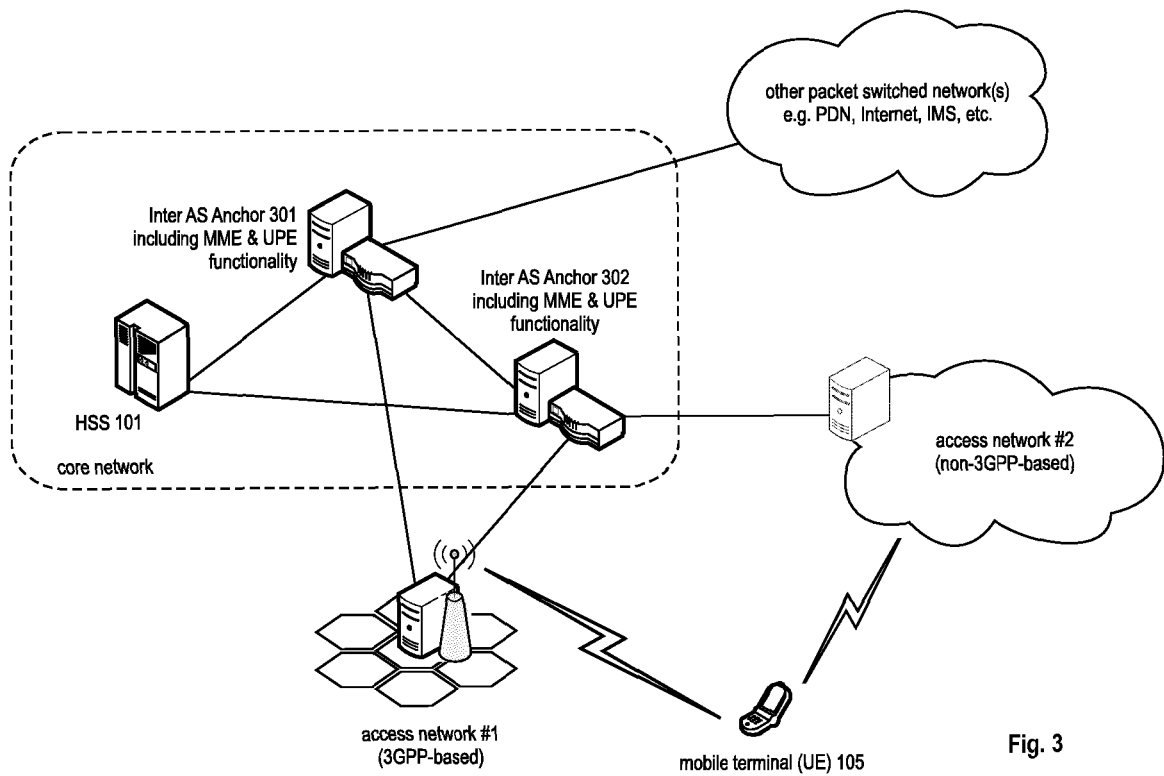 other packet switched network(s)
e.g. PDN, Internet, IMS, etc.
Inter AS Anchor 301
including MME & UPE
functionality
Inter AS Anchor 302
including MME & UPE
functionality
HSS 101
core network
access network #2
(non-3GPP-based)
access network #1
(3GPP-based)
mobile terminal (UE) 105
Fig. 3